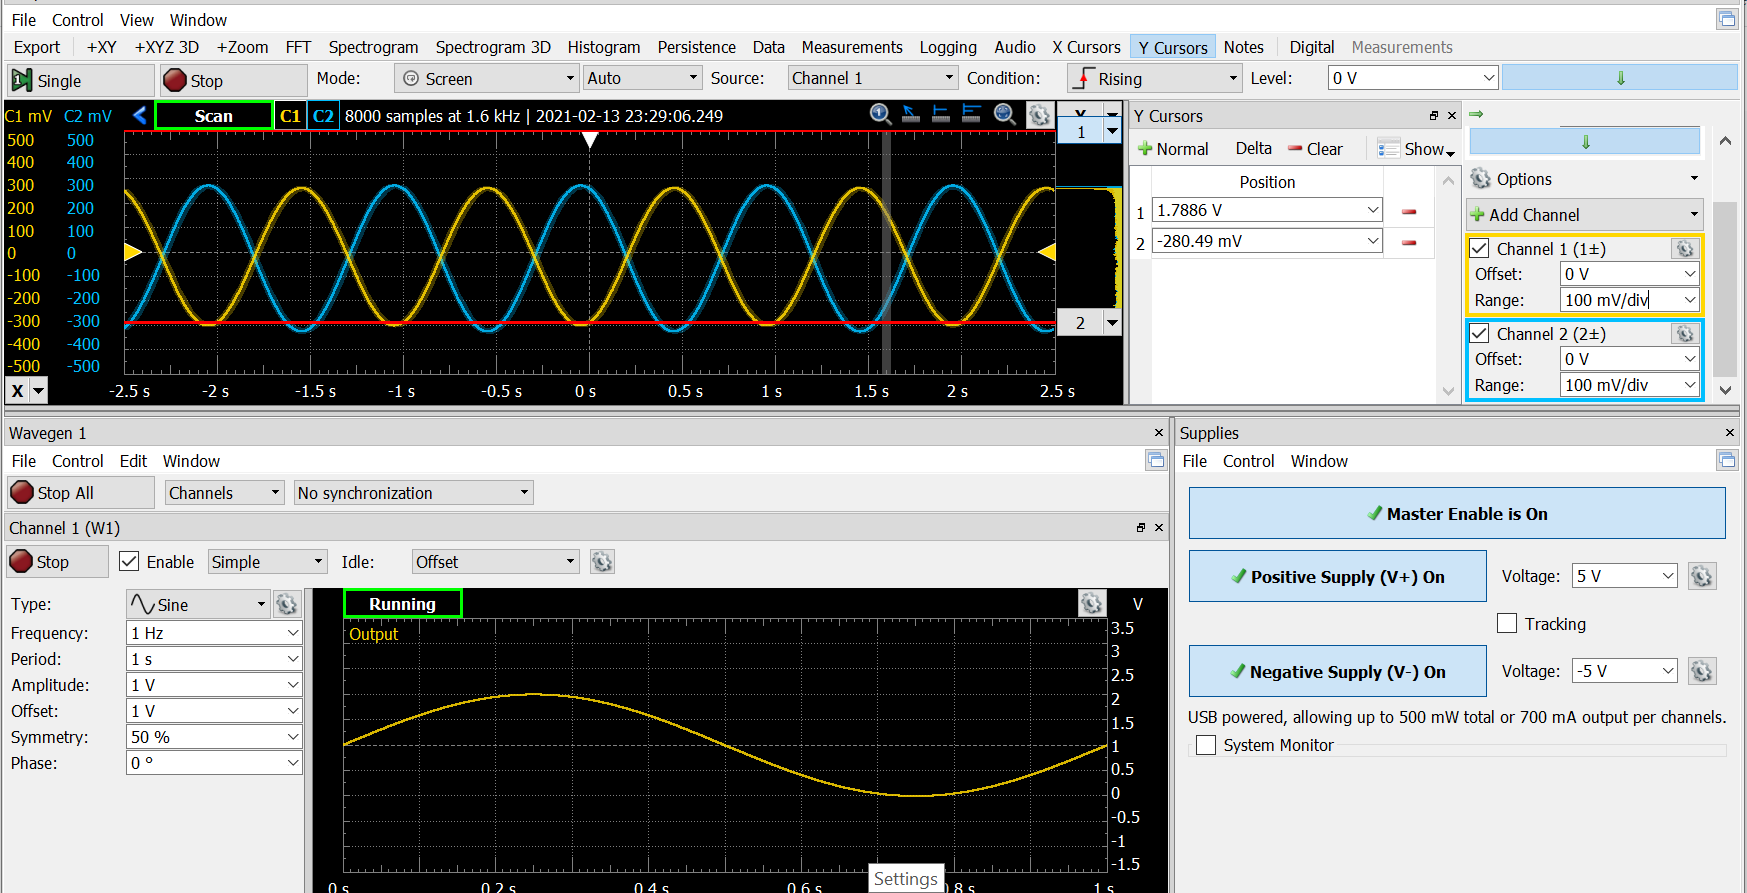 File Control View Window
Export +XY +XYZ 3D +Zoom FFT Spectrogram Spectrogram 3D Histogram Persistence Data Measurements Logging Audio X Cursors Y Cursors Notes Digital Measurements
Single Stop Mode: Screen Auto Source: Channel 1 Condition: Rising Level: 0 V
C1 mV C2 mV Scan C1 C2 8000 samples at 1.6 kHz | 2021-02-13 23:29:06.249
500 500
400 400
300 300
200 200
100 100
0 0
-100 -100
-200 -200
-300 -300
-400 -400
-500 -500
1
2
X -2.5 s -2 s -1.5 s -1 s -0.5 s 0 s 0.5 s 1 s 1.5 s 2 s 2.5 s
Y Cursors
Normal Delta Clear Show
Position
1 1.7886 V
2 -280.49 mV
Options
Add Channel
Channel 1 (1±)
Offset: 0 V
Range: 100 mV/div
Channel 2 (2±)
Offset: 0 V
Range: 100 mV/div
Wavegen 1
File Control Edit Window
Stop All Channels No synchronization
Channel 1 (W1)
Stop Enable Simple Idle: Offset
Type: Sine
Frequency: 1 Hz
Period: 1 s
Amplitude: 1 V
Offset: 1 V
Symmetry: 50 %
Phase: 0 °
Running V
Output
3.5
3
2.5
2
1.5
1
0.5
0
-0.5
-1
-1.5
0 s 0.2 s 0.4 s 0.6 s 0.8 s 1 s
Settings
Supplies
File Control Window
Master Enable is On
Positive Supply (V+) On Voltage: 5 V
Tracking
Negative Supply (V-) On Voltage: -5 V
USB powered, allowing up to 500 mW total or 700 mA output per channels.
System Monitor